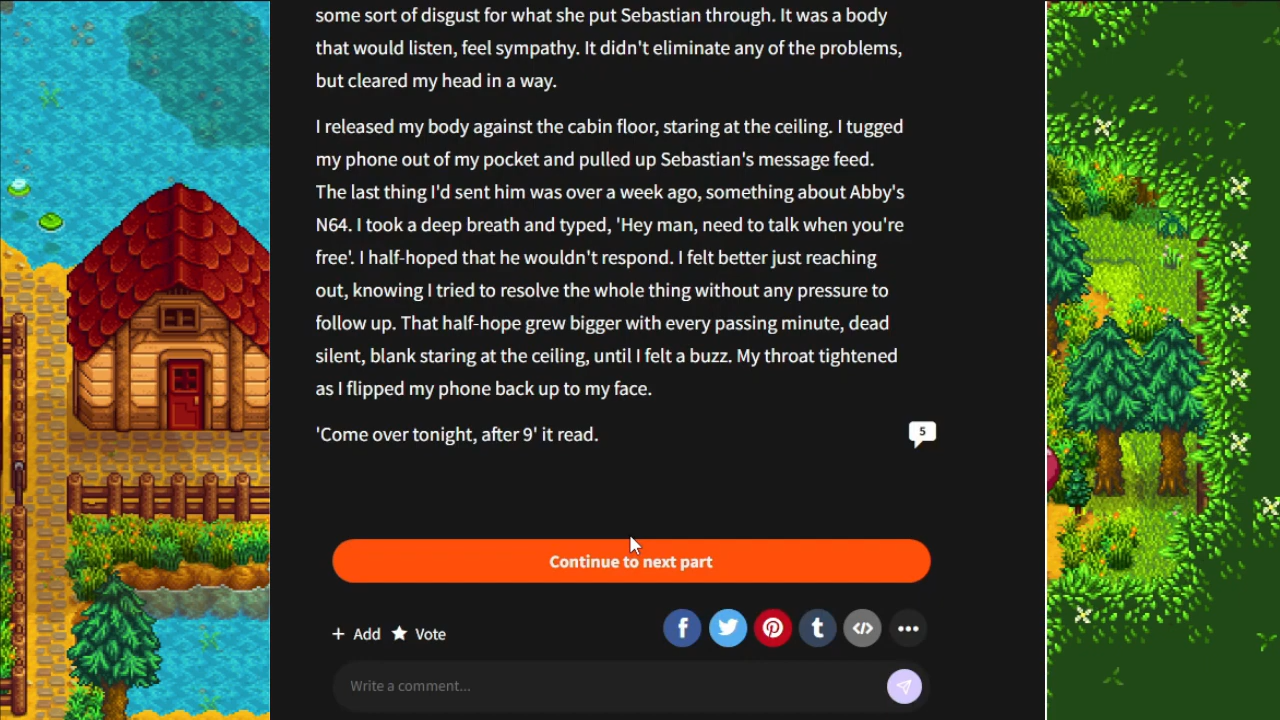 some sort of disgust for what she put Sebastian through. It was a body
that would listen, feel sympathy. It didn't eliminate any of the problems,
but cleared my head in a way.
I released my body against the cabin floor, staring at the ceiling. I tugged
my phone out of my pocket and pulled up Sebastian's message feed.
The last thing I'd sent him was over a week ago, something about Abby's
N64. I took a deep breath and typed, 'Hey man, need to talk when you're
free'. I half-hoped that he wouldn't respond. I felt better just reaching
out, knowing I tried to resolve the whole thing without any pressure to
follow up. That half-hope grew bigger with every passing minute, dead
silent, blank staring at the ceiling, until I felt a buzz. My throat tightened
as I flipped my phone back up to my face.
'Come over tonight, after 9' it read.
5
Continue to next part
+ Add ★ Vote
f
t
</>
Write a comment...